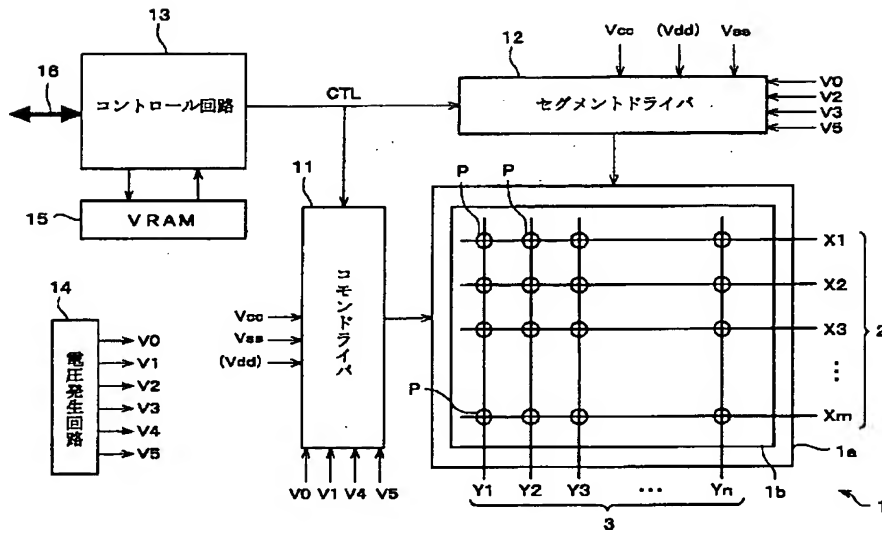 13
16
コントロール回路
CTL
VRAM
15
12
Vcc
(Vdd)
Vss
セグメントドライバ
V0
V2
V3
V5
11
コモンドライバ
Vcc
Vss
(Vdd)
V0
V1
V4
V5
14
電圧発生回路
V0
V1
V2
V3
V4
V5
P
P
P
X1
X2
X3
⋮
Xm
2
1a
1b
1
Y1
Y2
Y3
…
Yn
3